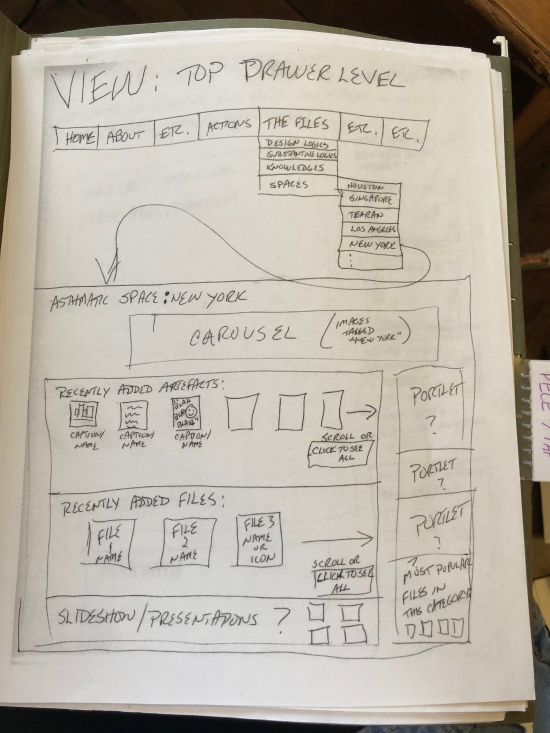 VIEW: TOP DRAWER LEVEL
HOME ABOUT ETC. ACTIONS THE FILES ETC. ETC.
DESIGN LOGICS
SUBSTANTIVE LOGICS
KNOWLEDGES
SPACES
HOUSTON
SINGAPORE
TEHRAN
LOS ANGELES
NEW YORK
ASTHMATIC SPACE: NEW YORK
CAROUSEL
(IMAGES
TAGGED
"NEW YORK")
RECENTLY ADDED ARTEFACTS:
BLAH
BLAH
BLAH
CAPTION/
NAME
CAPTION/
NAME
CAPTION/
NAME
SCROLL OR
CLICK TO SEE
ALL
RECENTLY ADDED FILES:
FILE
1
NAME
FILE
2
NAME
FILE 3
NAME
OR
ICON
SCROLL OR
CLICK TO SEE
ALL
SLIDESHOW/PRESENTATIONS ?
PORTLET
?
PORTLET
?
PORTLET
?
?
MOST POPULAR
FILES IN
THIS CATEGORY:
PECE /